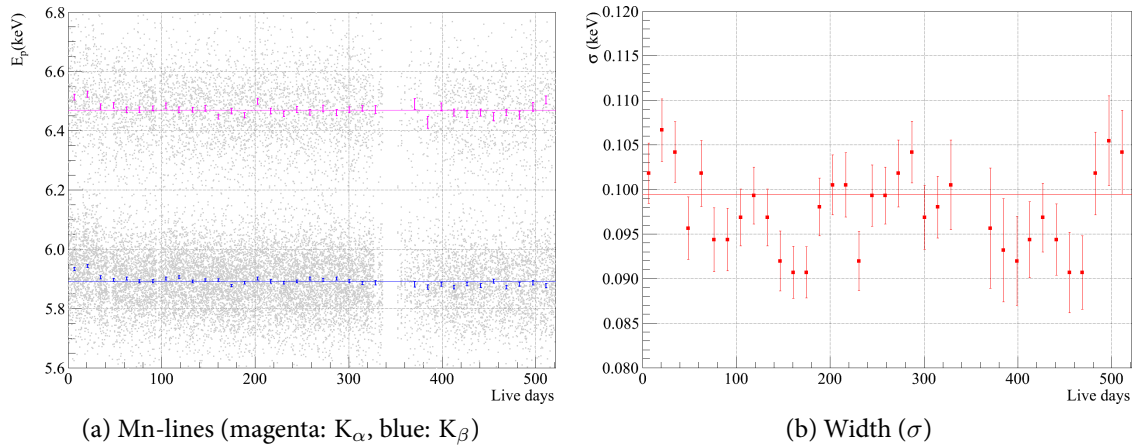 E_p(keV)
6.8
6.6
6.4
6.2
6.0
5.8
5.6
0 100 200 300 400 500
Live days
(a) Mn-lines (magenta: K_α, blue: K_β)
σ (keV)
0.120
0.115
0.110
0.105
0.100
0.095
0.090
0.085
0.080
0 100 200 300 400 500
Live days
(b) Width (σ)